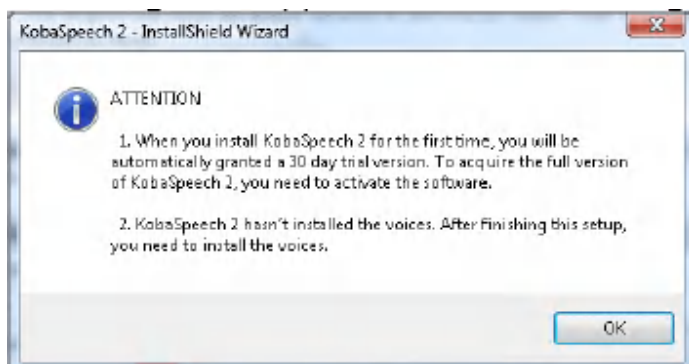 KobaSpeech 2 - InstallShield Wizard
ATTENTION
1. When you install KobaSpeech 2 for the first time, you will be
automatically granted a 30 day trial version. To acquire the full version
of KobaSpeech 2, you need to activate the software.
2. KobaSpeech 2 hasn't installed the voices. After finishing this setup,
you need to install the voices.
OK